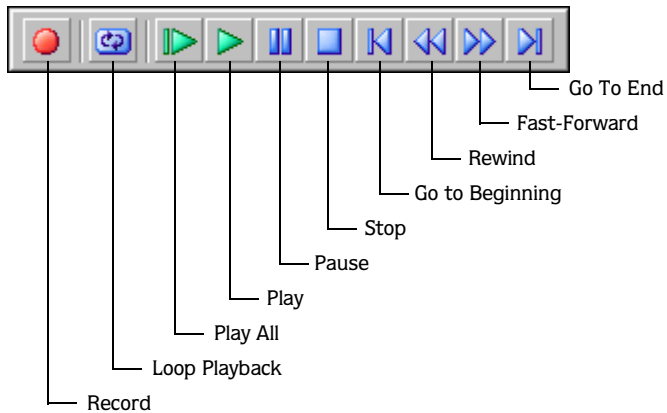 Go To End
Fast-Forward
Rewind
Go to Beginning
Stop
Pause
Play
Play All
Loop Playback
Record